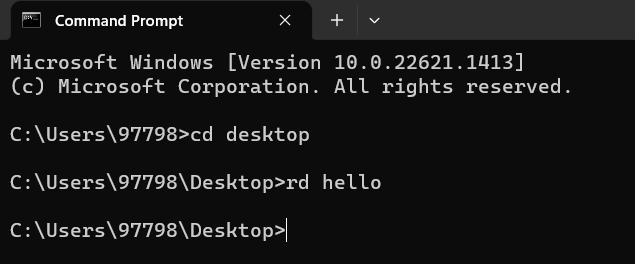 Command Prompt
Microsoft Windows [Version 10.0.22621.1413]
(c) Microsoft Corporation. All rights reserved.
C:\Users\97798>cd desktop
C:\Users\97798\Desktop>rd hello
C:\Users\97798\Desktop>